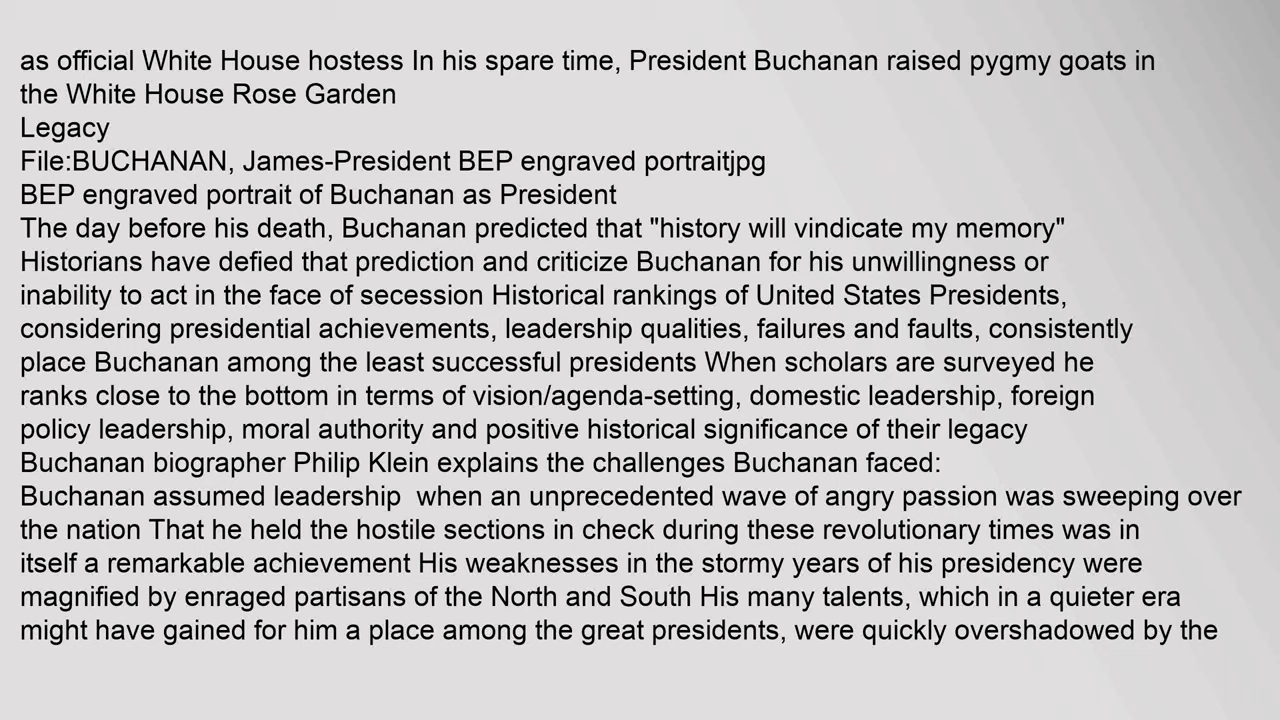 as official White House hostess In his spare time, President Buchanan raised pygmy goats in
the White House Rose Garden
Legacy
File:BUCHANAN, James-President BEP engraved portraitjpg
BEP engraved portrait of Buchanan as President
The day before his death, Buchanan predicted that "history will vindicate my memory"
Historians have defied that prediction and criticize Buchanan for his unwillingness or
inability to act in the face of secession Historical rankings of United States Presidents,
considering presidential achievements, leadership qualities, failures and faults, consistently
place Buchanan among the least successful presidents When scholars are surveyed he
ranks close to the bottom in terms of vision/agenda-setting, domestic leadership, foreign
policy leadership, moral authority and positive historical significance of their legacy
Buchanan biographer Philip Klein explains the challenges Buchanan faced:
Buchanan assumed leadership  when an unprecedented wave of angry passion was sweeping over
the nation That he held the hostile sections in check during these revolutionary times was in
itself a remarkable achievement His weaknesses in the stormy years of his presidency were
magnified by enraged partisans of the North and South His many talents, which in a quieter era
might have gained for him a place among the great presidents, were quickly overshadowed by the